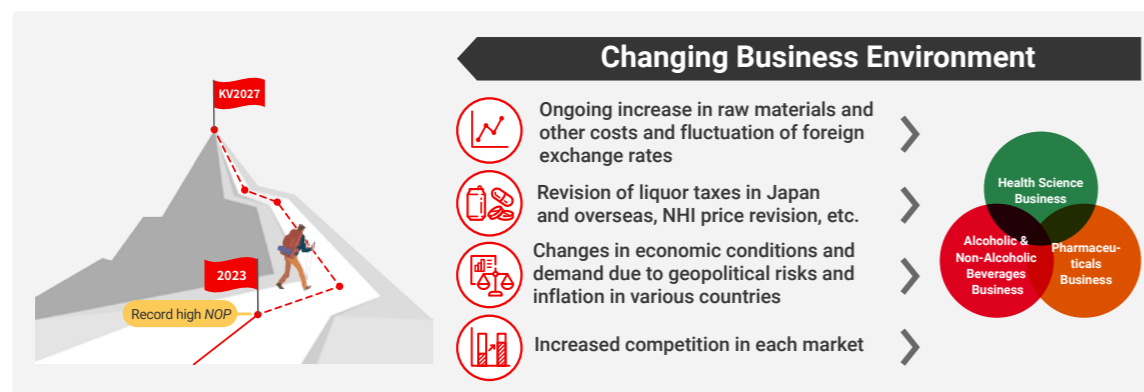 Changing Business Environment
KV2027
2023
Record high NOP
Ongoing increase in raw materials and
other costs and fluctuation of foreign
exchange rates
Revision of liquor taxes in Japan
and overseas, NHI price revision, etc.
Changes in economic conditions and
demand due to geopolitical risks and
inflation in various countries
Increased competition in each market
Health Science
Business
Alcoholic &
Non-Alcoholic
Beverages
Business
Pharmaceu-
ticals
Business